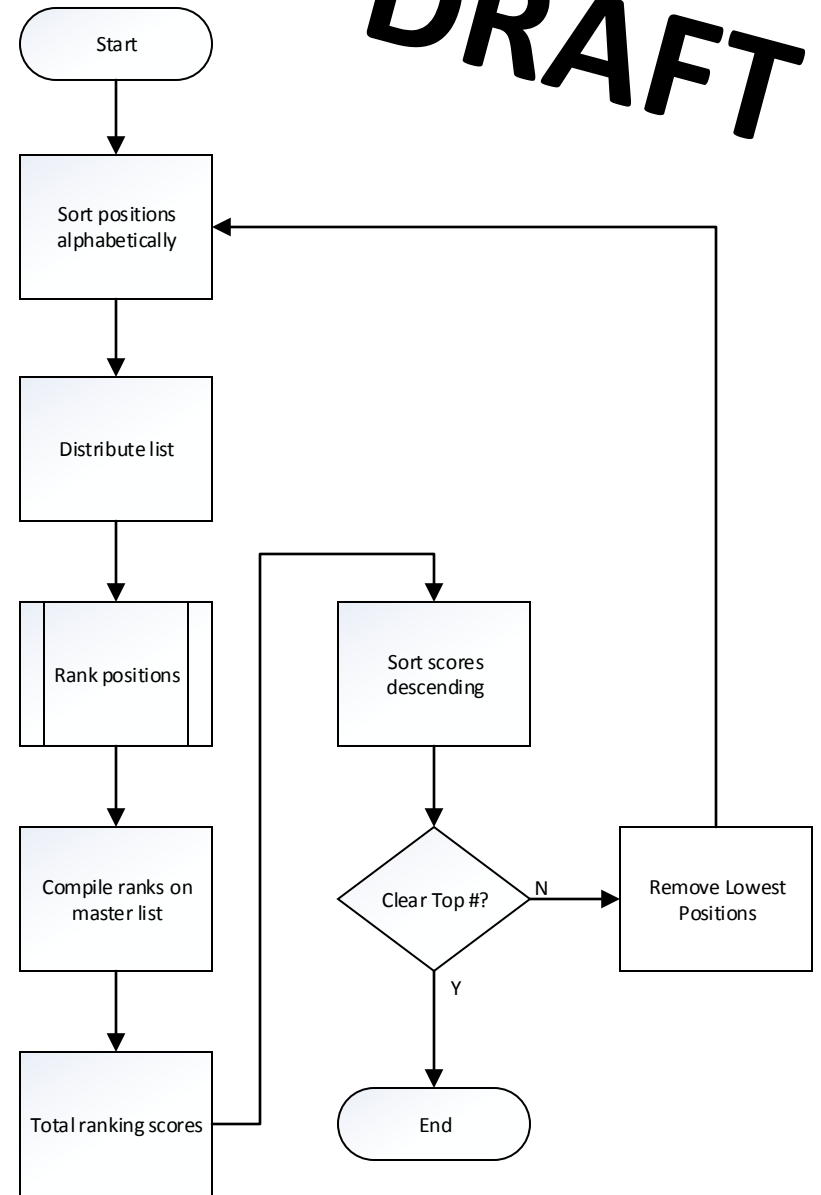 DRAFT
Start
Sort positions
alphabetically
Distribute list
Rank positions
Compile ranks on
master list
Total ranking scores
Sort scores
descending
Clear Top #?
N
Remove Lowest
Positions
Y
End